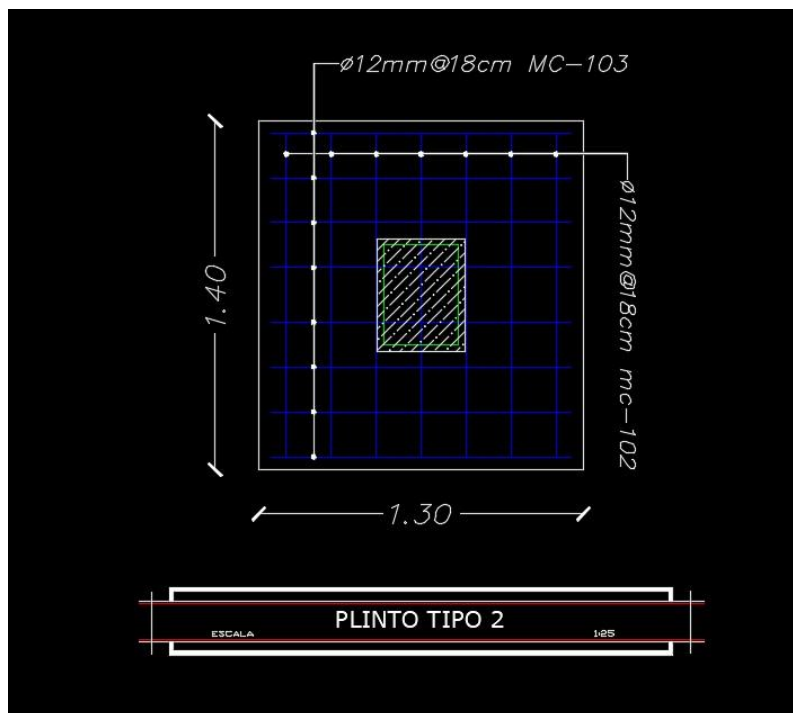 ø12mm@18cm MC-103
ø12mm@18cm mc-102
1.40
1.30
PLINTO TIPO 2
ESCALA 1:25